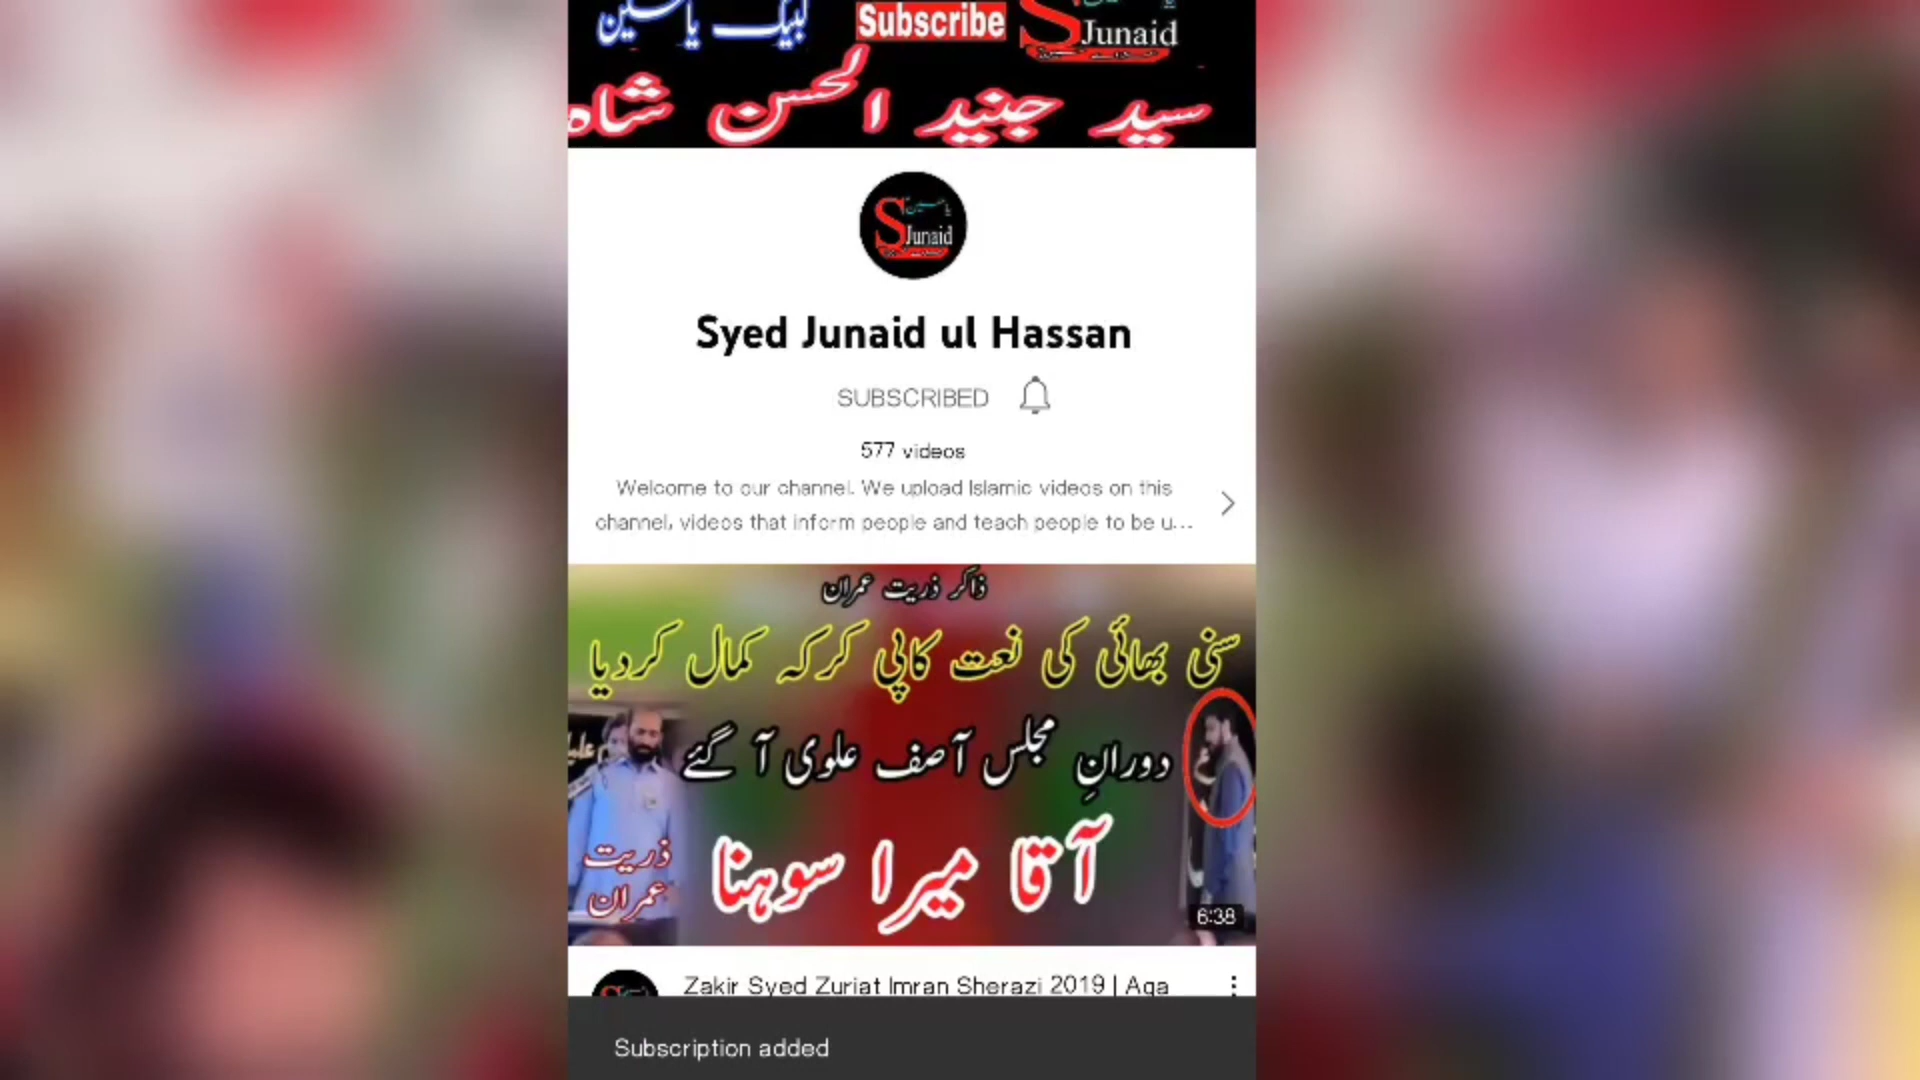 لبیک یا حسین
Subscribe
S Junaid
سید جنید الحسن شاہ
یا حسین
S Junaid
Syed Junaid ul Hassan
SUBSCRIBED
577 videos
Welcome to our channel. We upload Islamic videos on this
channel, videos that inform people and teach people to be u...
ذاکر ذریت عمران
سنی بھائی کی نعت کاپی کرکہ کمال کردیا
دورانِ مجلس آصف علوی آ گئے
آقا میرا سوہنا
ذریت
عمران
6:38
Zakir Syed Zuriat Imran Sherazi 2019 | Aqa
Subscription added